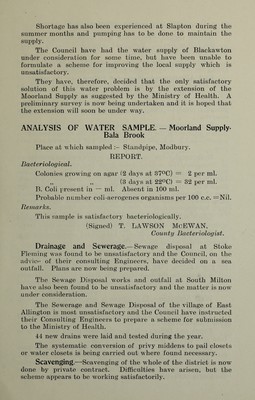 Shortage has also been experienced at Slapton during the
summer months and pumping has to be done to maintain the
supply.
The Council have had the water supply of Blackawton
under consideration for some time, but have been unable to
formulate a scheme for improving the local supply which is
unsatisfactory.
They have, therefore, decided that the only satisfactory
solution of this water problem is by the extension of the
Moorland Supply as suggested by the Ministry of Health. A
preliminary survey is now being undertaken and it is hoped that
the extension will soon be under way.
ANALYSIS OF WATER SAMPLE. — Moorland Supply-
Bala Brook
Place at which sampled :- Standpipe, Modbury.
REPORT.
Bacteriological.
Colonies growing on agar (2 days at 37°C) = 2 per ml.
„ „ „ (3 days at 22°C) = 32 per ml.
B. Coli present in — ml. Absent in 100 ml.
Probable number coli-aerogenes organisms per 100 c.c. =Nil.
Remarks.
This sample is satisfactory bacteriologically.
(Signed) T. LAWSON McEWAN.
County Bacteriologist.
Drainage and Sewerage.—Sewage disposal at Stoke
Fleming was found to be unsatisfactory and the Council, on the
advice of their consulting Engineers, have decided on a sea
outfall. Plans are now being prepared.
The Sewage Disposal works and outfall at South Milton
have also been found to be unsatisfactory and the matter is now
under consideration.
The Sewerage and Sewage Disposal of the village of East
Allington is most unsatisfactory and the Council have instructed
their Consulting Engineers to prepare a scheme for submission
to the Ministry of Health.
44 new drains were laid and tested during the year.
The systematic conversion of privy middens to pail closets
or water closets is being carried out where found necessary.
Scavenging.—Scavenging of the whole of the district is now
done by private contract. Difficulties have arisen, but the
scheme appears to be working satisfactorily.